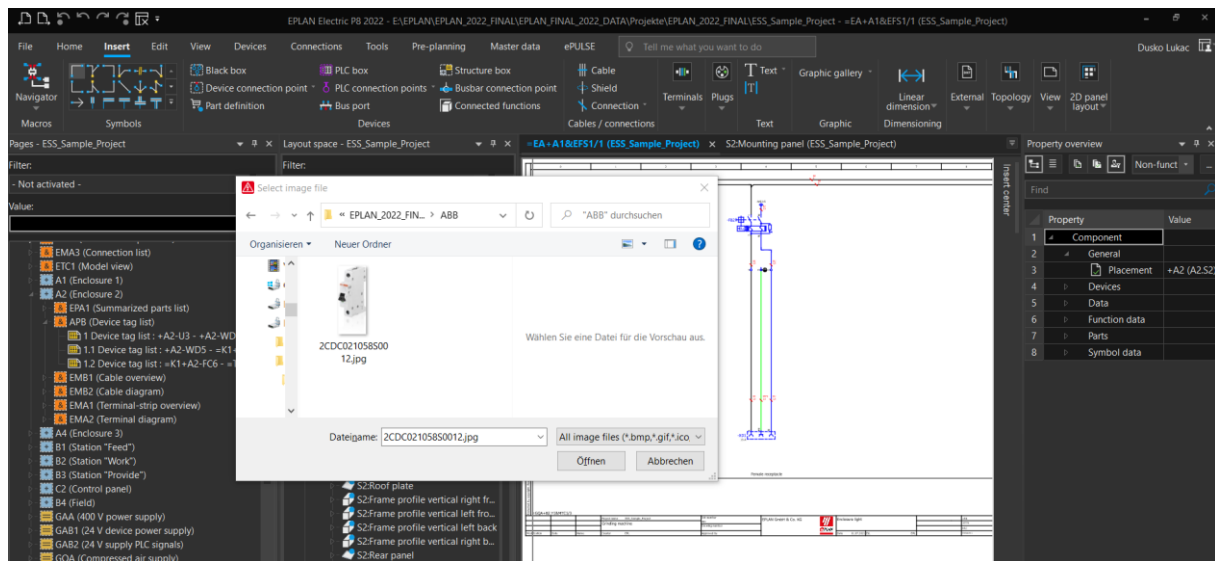 EPLAN Electric P8 2022 - E:\EPLAN\EPLAN_2022_FINAL\EPLAN_FINAL_2022_DATA\Projekte\EPLAN_2022_FINAL\ESS_Sample_Project - =EA+A1&EFS1/1 (ESS_Sample_Project)
File Home Insert Edit View Devices Connections Tools Pre-planning Master data ePULSE Tell me what you want to do Dusko Lukac
Black box PLC box Structure box Cable Text Graphic gallery
Device connection point PLC connection points Busbar connection point Shield
Navigator Part definition Bus port Connected functions Connection Terminals Plugs Linear dimension External Topology View 2D panel layout
Macros Symbols Devices Cables / connections Text Graphic Dimensioning
Pages - ESS_Sample_Project Layout space - ESS_Sample_Project =EA+A1&EFS1/1 (ESS_Sample_Project) S2:Mounting panel (ESS_Sample_Project) Property overview
Filter: Filter:
- Not activated -
Value:
Insert center
Non-funct
Find
Property Value
1 Component
2 General
3 Placement +A2 (A2.S2)
4 Devices
5 Data
6 Function data
7 Parts
8 Symbol data
EMA3 (Connection list)
ETC1 (Model view)
A1 (Enclosure 1)
A2 (Enclosure 2)
EPA1 (Summarized parts list)
APB (Device tag list)
1 Device tag list : +A2-U3 - +A2-WD
1.1 Device tag list : +A2-WD5 - =K1+
1.2 Device tag list : =K1+A2-FC6 - =
EMB1 (Cable overview)
EMB2 (Cable diagram)
EMA1 (Terminal-strip overview)
EMA2 (Terminal diagram)
A4 (Enclosure 3)
B1 (Station "Feed")
B2 (Station "Work")
B3 (Station "Provide")
C2 (Control panel)
B4 (Field)
GAA (400 V power supply)
GAB1 (24 V device power supply)
GAB2 (24 V supply PLC signals)
GQA (Compressed air supply)
Select image file
« EPLAN_2022_FIN... > ABB "ABB" durchsuchen
Organisieren Neuer Ordner
2CDC021058S00
12.jpg
Wählen Sie eine Datei für die Vorschau aus.
Dateiname: 2CDC021058S0012.jpg All image files (*.bmp,*.gif,*.ico,
Öffnen Abbrechen
S2:Roof plate
S2:Frame profile vertical right fr...
S2:Frame profile vertical left fro...
S2:Frame profile vertical left back
S2:Frame profile vertical right b...
S2:Rear panel
Female receptacle
Grinding machine
EPLAN GmbH & Co. KG
Enclosure light